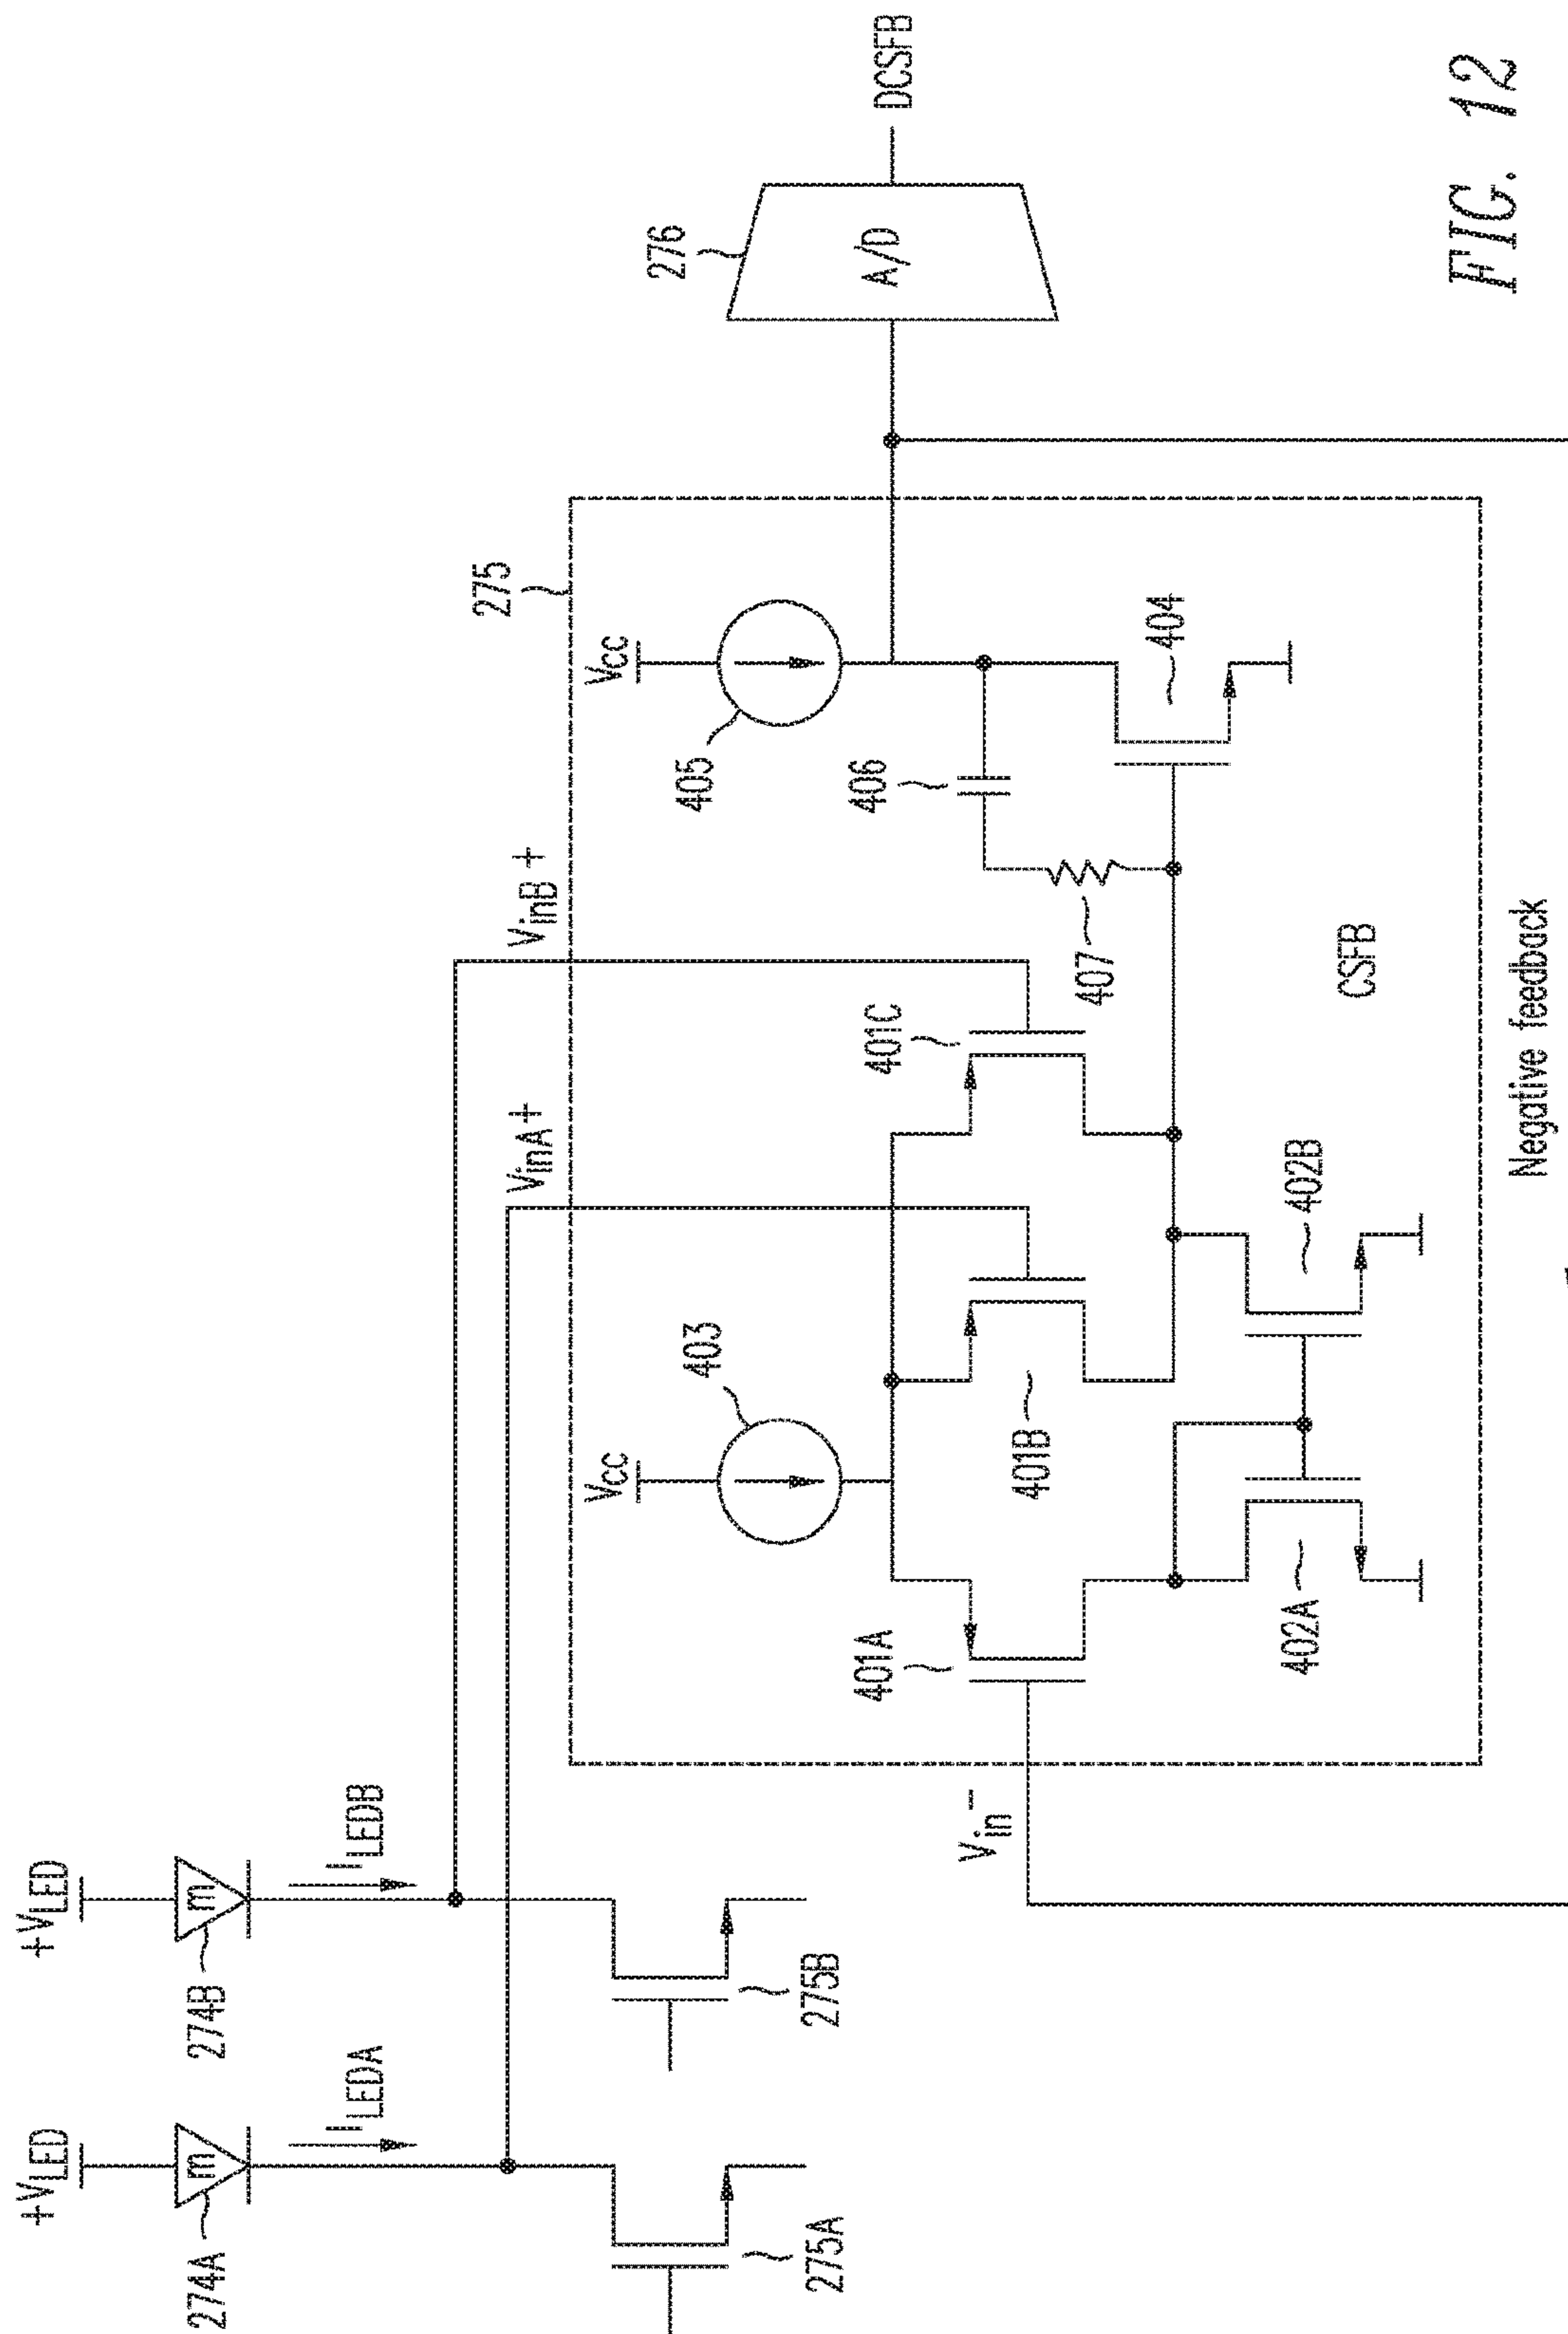 +VLED
+VLED
274A
m
274B
m
ILEDA
ILEDB
275A
275B
VinA+
VinB+
275
Vcc
403
Vcc
405
Vin−
401A
401B
401C
406
407
404
402A
402B
CSFB
276
A/D
DCSFB
Negative feedback
FIG. 12